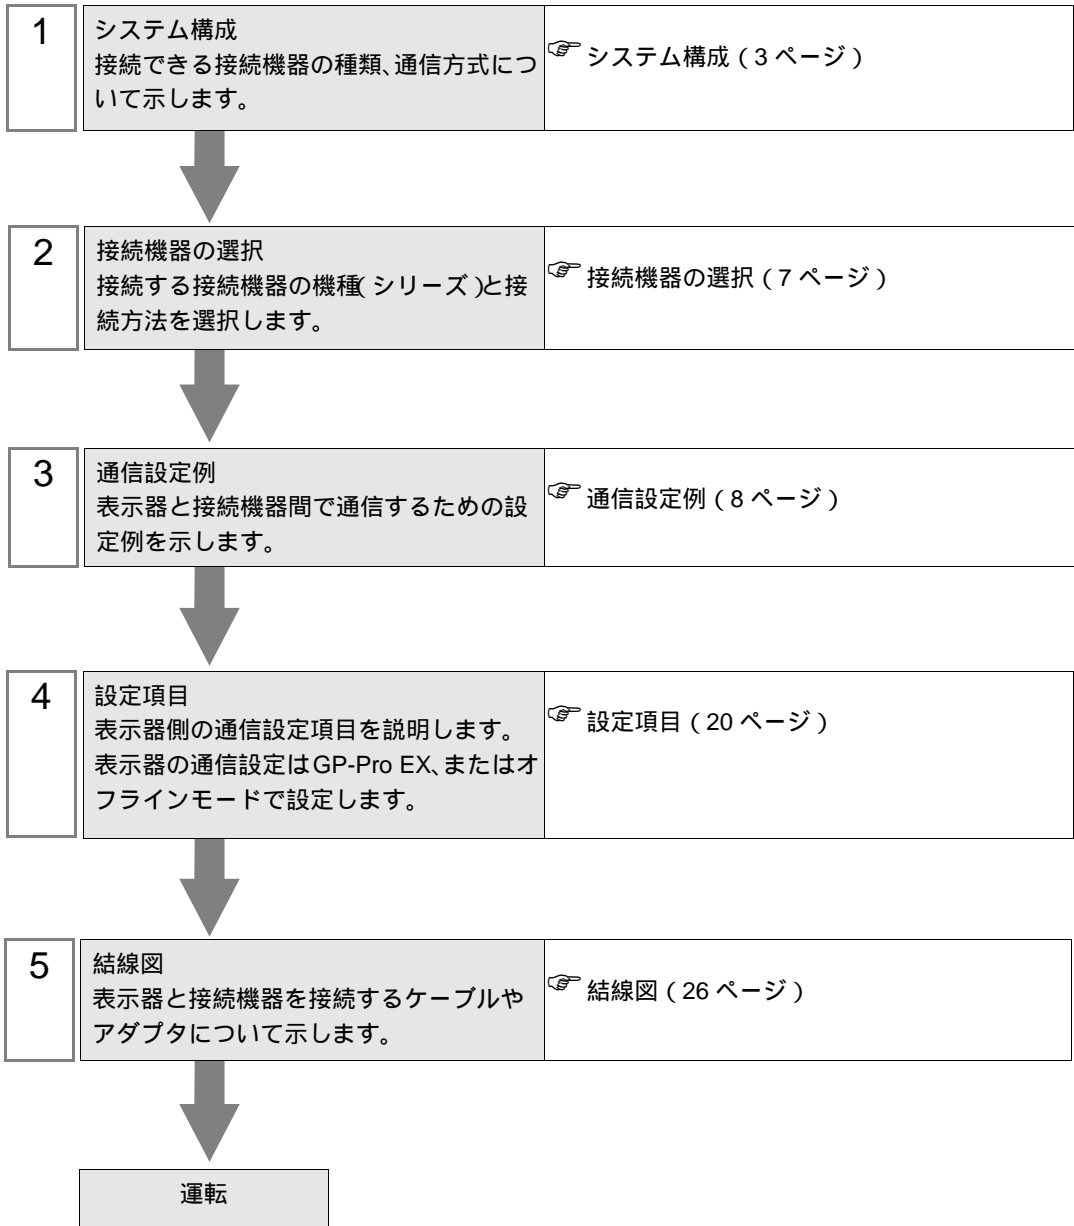 1
システム構成
接続できる接続機器の種類、通信方式につ
いて示します。
☞ システム構成 ( 3 ページ )
2
接続機器の選択
接続する接続機器の機種( シリーズ )と接
続方法を選択します。
☞ 接続機器の選択 ( 7 ページ )
3
通信設定例
表示器と接続機器間で通信するための設
定例を示します。
☞ 通信設定例 ( 8 ページ )
4
設定項目
表示器側の通信設定項目を説明します。
表示器の通信設定はGP-Pro EX、またはオ
フラインモードで設定します。
☞ 設定項目 ( 20 ページ )
5
結線図
表示器と接続機器を接続するケーブルや
アダプタについて示します。
☞ 結線図 ( 26 ページ )
運転